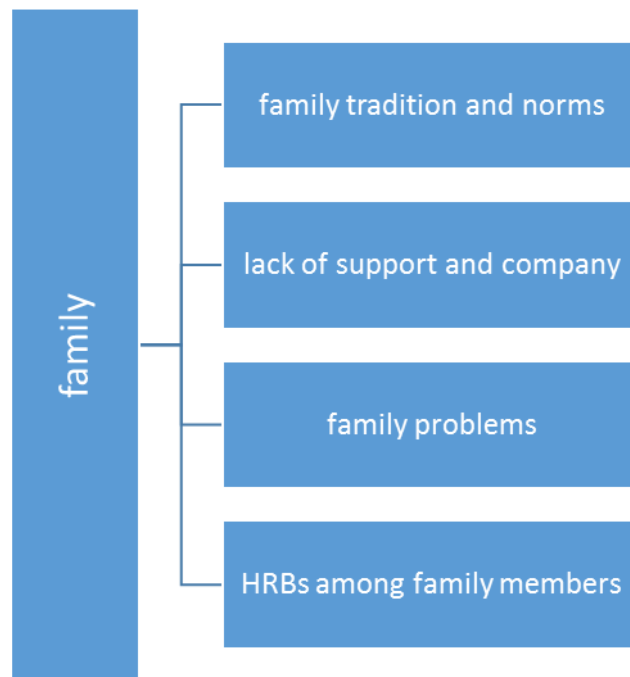 family
family tradition and norms
lack of support and company
family problems
HRBs among family members